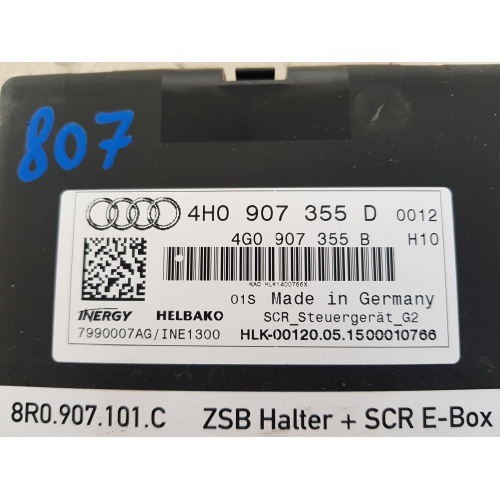 807
4H0 907 355 D 0012
4G0 907 355 B H10
KAC HLK1400766X
01S Made in Germany
INERGY HELBAKO SCR_Steuergerät_G2
7990007AG/INE1300 HLK-00120.05.1500010766
8R0.907.101.C ZSB Halter + SCR E-Box